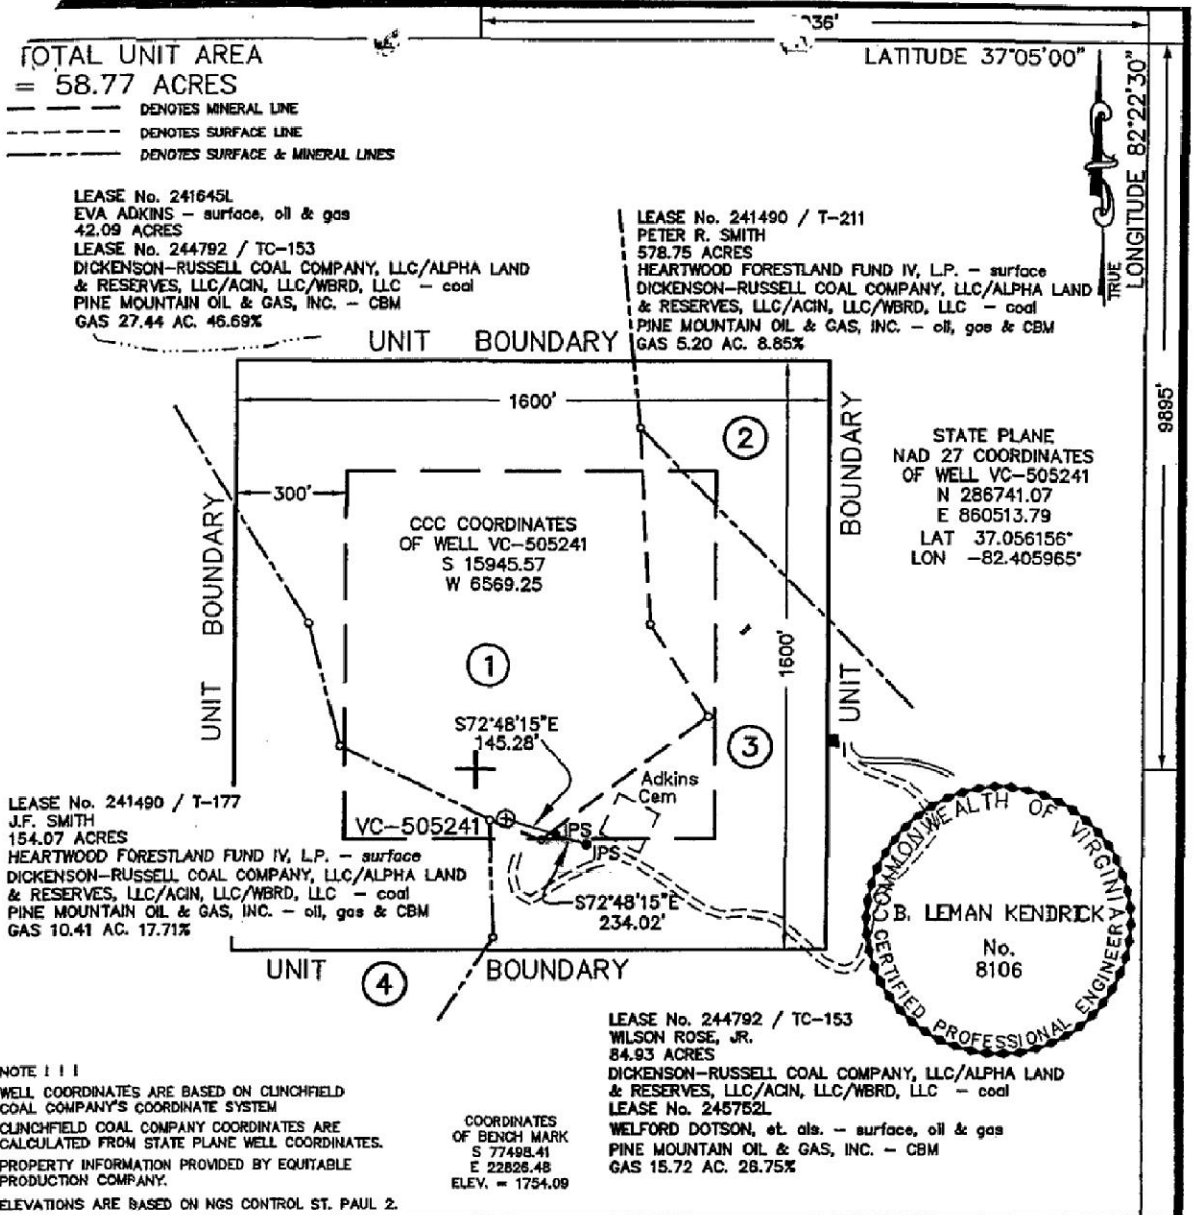 36'
TOTAL UNIT AREA
= 58.77 ACRES
DENOTES MINERAL LINE
DENOTES SURFACE LINE
DENOTES SURFACE & MINERAL LINES
LATITUDE 37°05'00"
LONGITUDE 82°22'30"
TRUE
9895'
LEASE No. 241645L
EVA ADKINS - surface, oil & gas
42.09 ACRES
LEASE No. 244792 / TC-153
DICKENSON-RUSSELL COAL COMPANY, LLC/ALPHA LAND
& RESERVES, LLC/ACIN, LLC/WBRD, LLC - coal
PINE MOUNTAIN OIL & GAS, INC. - CBM
GAS 27.44 AC. 46.69%
LEASE No. 241490 / T-211
PETER R. SMITH
578.75 ACRES
HEARTWOOD FORESTLAND FUND IV, L.P. - surface
DICKENSON-RUSSELL COAL COMPANY, LLC/ALPHA LAND
& RESERVES, LLC/ACIN, LLC/WBRD, LLC - coal
PINE MOUNTAIN OIL & GAS, INC. - oil, gas & CBM
GAS 5.20 AC. 8.85%
UNIT BOUNDARY
1600'
2
300'
UNIT BOUNDARY
UNIT BOUNDARY
1600'
CCC COORDINATES
OF WELL VC-505241
S 15945.57
W 6569.25
STATE PLANE
NAD 27 COORDINATES
OF WELL VC-505241
N 286741.07
E 860513.79
LAT 37.056156°
LON -82.405965°
1
S72°48'15"E
145.28'
3
Adkins
Cem
VC-505241
IPS
IPS
S72°48'15"E
234.02'
LEASE No. 241490 / T-177
J.F. SMITH
154.07 ACRES
HEARTWOOD FORESTLAND FUND IV, L.P. - surface
DICKENSON-RUSSELL COAL COMPANY, LLC/ALPHA LAND
& RESERVES, LLC/ACIN, LLC/WBRD, LLC - coal
PINE MOUNTAIN OIL & GAS, INC. - oil, gas & CBM
GAS 10.41 AC. 17.71%
UNIT BOUNDARY
4
COMMONWEALTH OF VIRGINIA
B. LEMAN KENDRICK
No.
8106
CERTIFIED PROFESSIONAL ENGINEER
LEASE No. 244792 / TC-153
WILSON ROSE, JR.
84.93 ACRES
DICKENSON-RUSSELL COAL COMPANY, LLC/ALPHA LAND
& RESERVES, LLC/ACIN, LLC/WBRD, LLC - coal
LEASE No. 245752L
WELFORD DOTSON, et. als. - surface, oil & gas
PINE MOUNTAIN OIL & GAS, INC. - CBM
GAS 15.72 AC. 26.75%
NOTE ! ! !
WELL COORDINATES ARE BASED ON CLINCHFIELD
COAL COMPANY'S COORDINATE SYSTEM
CLINCHFIELD COAL COMPANY COORDINATES ARE
CALCULATED FROM STATE PLANE WELL COORDINATES.
PROPERTY INFORMATION PROVIDED BY EQUITABLE
PRODUCTION COMPANY.
ELEVATIONS ARE BASED ON NGS CONTROL ST. PAUL 2.
COORDINATES
OF BENCH MARK
S 77498.41
E 22826.48
ELEV. = 1754.09